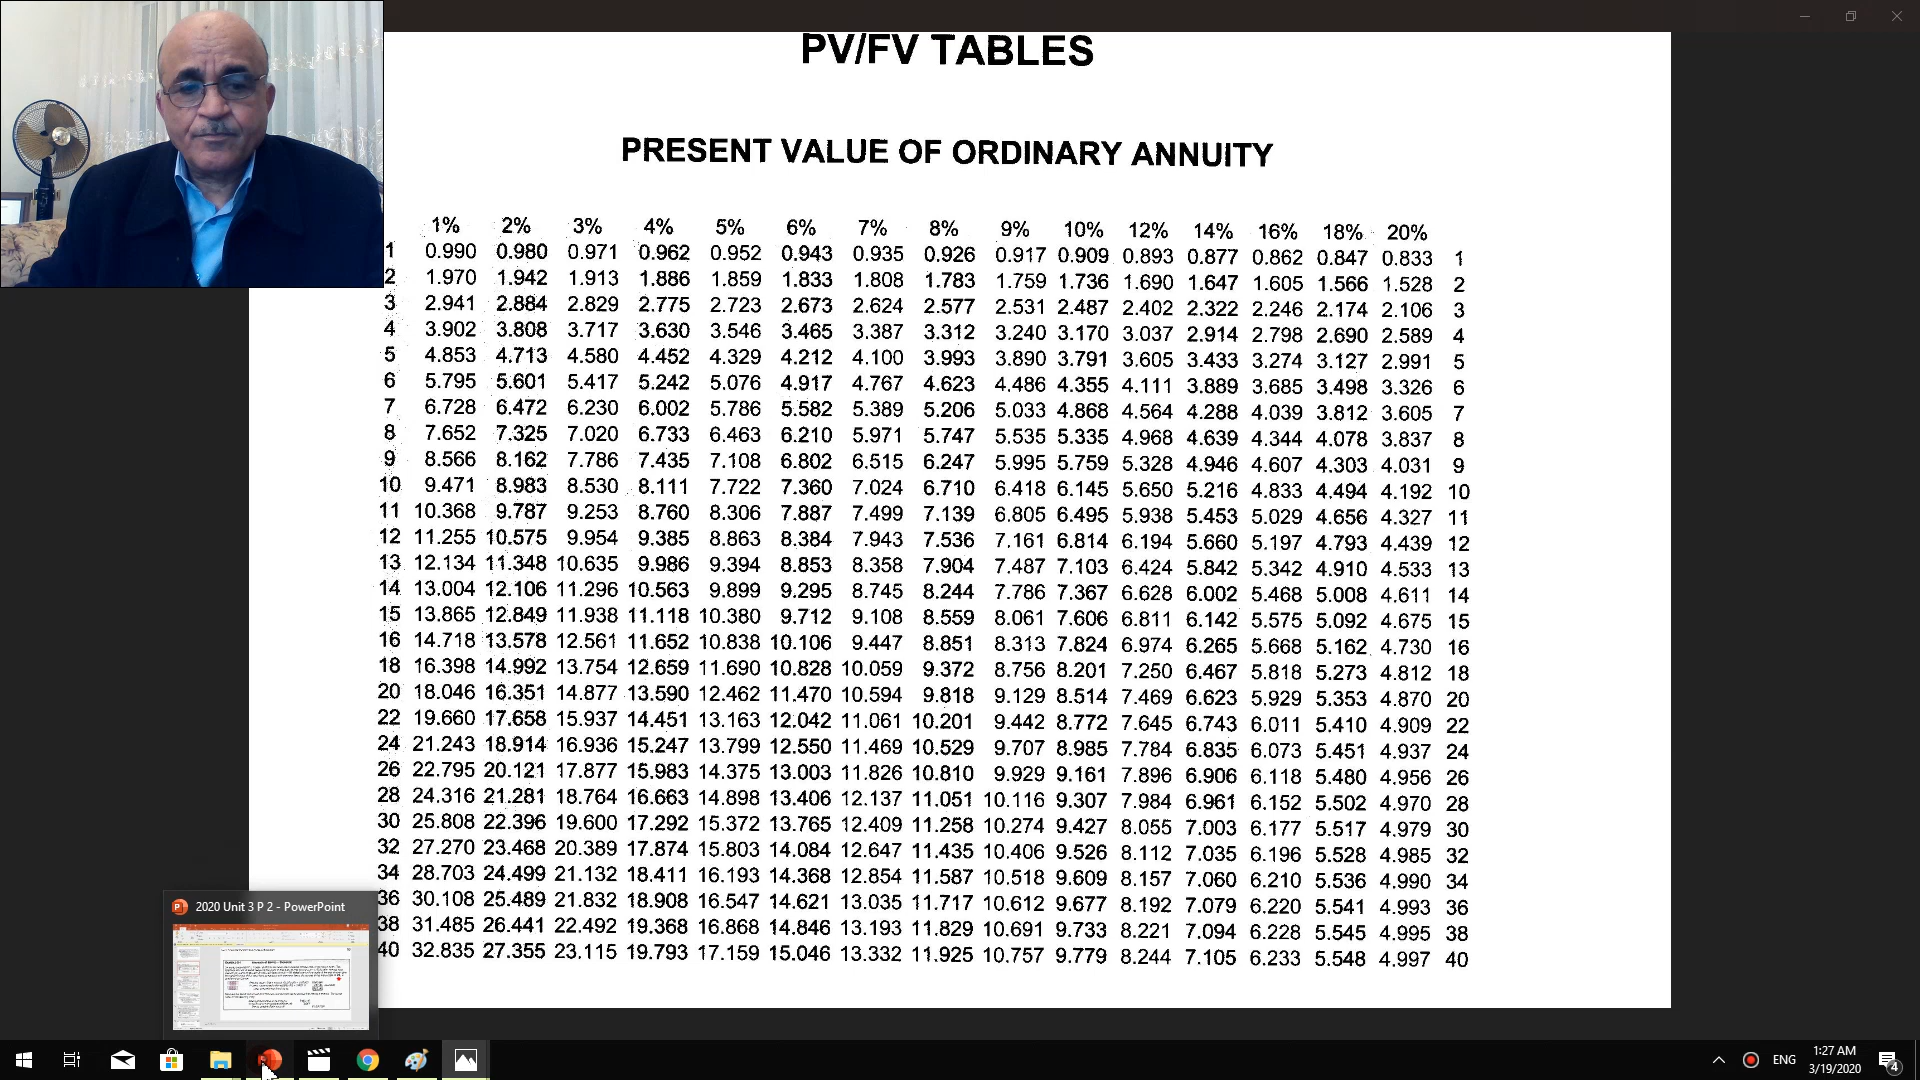 PV/FV TABLES
PRESENT VALUE OF ORDINARY ANNUITY
1% 2% 3% 4% 5% 6% 7% 8% 9% 10% 12% 14% 16% 18% 20%
1 0.990 0.980 0.971 0.962 0.952 0.943 0.935 0.926 0.917 0.909 0.893 0.877 0.862 0.847 0.833 1
2 1.970 1.942 1.913 1.886 1.859 1.833 1.808 1.783 1.759 1.736 1.690 1.647 1.605 1.566 1.528 2
3 2.941 2.884 2.829 2.775 2.723 2.673 2.624 2.577 2.531 2.487 2.402 2.322 2.246 2.174 2.106 3
4 3.902 3.808 3.717 3.630 3.546 3.465 3.387 3.312 3.240 3.170 3.037 2.914 2.798 2.690 2.589 4
5 4.853 4.713 4.580 4.452 4.329 4.212 4.100 3.993 3.890 3.791 3.605 3.433 3.274 3.127 2.991 5
6 5.795 5.601 5.417 5.242 5.076 4.917 4.767 4.623 4.486 4.355 4.111 3.889 3.685 3.498 3.326 6
7 6.728 6.472 6.230 6.002 5.786 5.582 5.389 5.206 5.033 4.868 4.564 4.288 4.039 3.812 3.605 7
8 7.652 7.325 7.020 6.733 6.463 6.210 5.971 5.747 5.535 5.335 4.968 4.639 4.344 4.078 3.837 8
9 8.566 8.162 7.786 7.435 7.108 6.802 6.515 6.247 5.995 5.759 5.328 4.946 4.607 4.303 4.031 9
10 9.471 8.983 8.530 8.111 7.722 7.360 7.024 6.710 6.418 6.145 5.650 5.216 4.833 4.494 4.192 10
11 10.368 9.787 9.253 8.760 8.306 7.887 7.499 7.139 6.805 6.495 5.938 5.453 5.029 4.656 4.327 11
12 11.255 10.575 9.954 9.385 8.863 8.384 7.943 7.536 7.161 6.814 6.194 5.660 5.197 4.793 4.439 12
13 12.134 11.348 10.635 9.986 9.394 8.853 8.358 7.904 7.487 7.103 6.424 5.842 5.342 4.910 4.533 13
14 13.004 12.106 11.296 10.563 9.899 9.295 8.745 8.244 7.786 7.367 6.628 6.002 5.468 5.008 4.611 14
15 13.865 12.849 11.938 11.118 10.380 9.712 9.108 8.559 8.061 7.606 6.811 6.142 5.575 5.092 4.675 15
16 14.718 13.578 12.561 11.652 10.838 10.106 9.447 8.851 8.313 7.824 6.974 6.265 5.668 5.162 4.730 16
18 16.398 14.992 13.754 12.659 11.690 10.828 10.059 9.372 8.756 8.201 7.250 6.467 5.818 5.273 4.812 18
20 18.046 16.351 14.877 13.590 12.462 11.470 10.594 9.818 9.129 8.514 7.469 6.623 5.929 5.353 4.870 20
22 19.660 17.658 15.937 14.451 13.163 12.042 11.061 10.201 9.442 8.772 7.645 6.743 6.011 5.410 4.909 22
24 21.243 18.914 16.936 15.247 13.799 12.550 11.469 10.529 9.707 8.985 7.784 6.835 6.073 5.451 4.937 24
26 22.795 20.121 17.877 15.983 14.375 13.003 11.826 10.810 9.929 9.161 7.896 6.906 6.118 5.480 4.956 26
28 24.316 21.281 18.764 16.663 14.898 13.406 12.137 11.051 10.116 9.307 7.984 6.961 6.152 5.502 4.970 28
30 25.808 22.396 19.600 17.292 15.372 13.765 12.409 11.258 10.274 9.427 8.055 7.003 6.177 5.517 4.979 30
32 27.270 23.468 20.389 17.874 15.803 14.084 12.647 11.435 10.406 9.526 8.112 7.035 6.196 5.528 4.985 32
34 28.703 24.499 21.132 18.411 16.193 14.368 12.854 11.587 10.518 9.609 8.157 7.060 6.210 5.536 4.990 34
36 30.108 25.489 21.832 18.908 16.547 14.621 13.035 11.717 10.612 9.677 8.192 7.079 6.220 5.541 4.993 36
38 31.485 26.441 22.492 19.368 16.868 14.846 13.193 11.829 10.691 9.733 8.221 7.094 6.228 5.545 4.995 38
40 32.835 27.355 23.115 19.793 17.159 15.046 13.332 11.925 10.757 9.779 8.244 7.105 6.233 5.548 4.997 40
2020 Unit 3 P 2 - PowerPoint
ENG
1:27 AM
3/19/2020
4